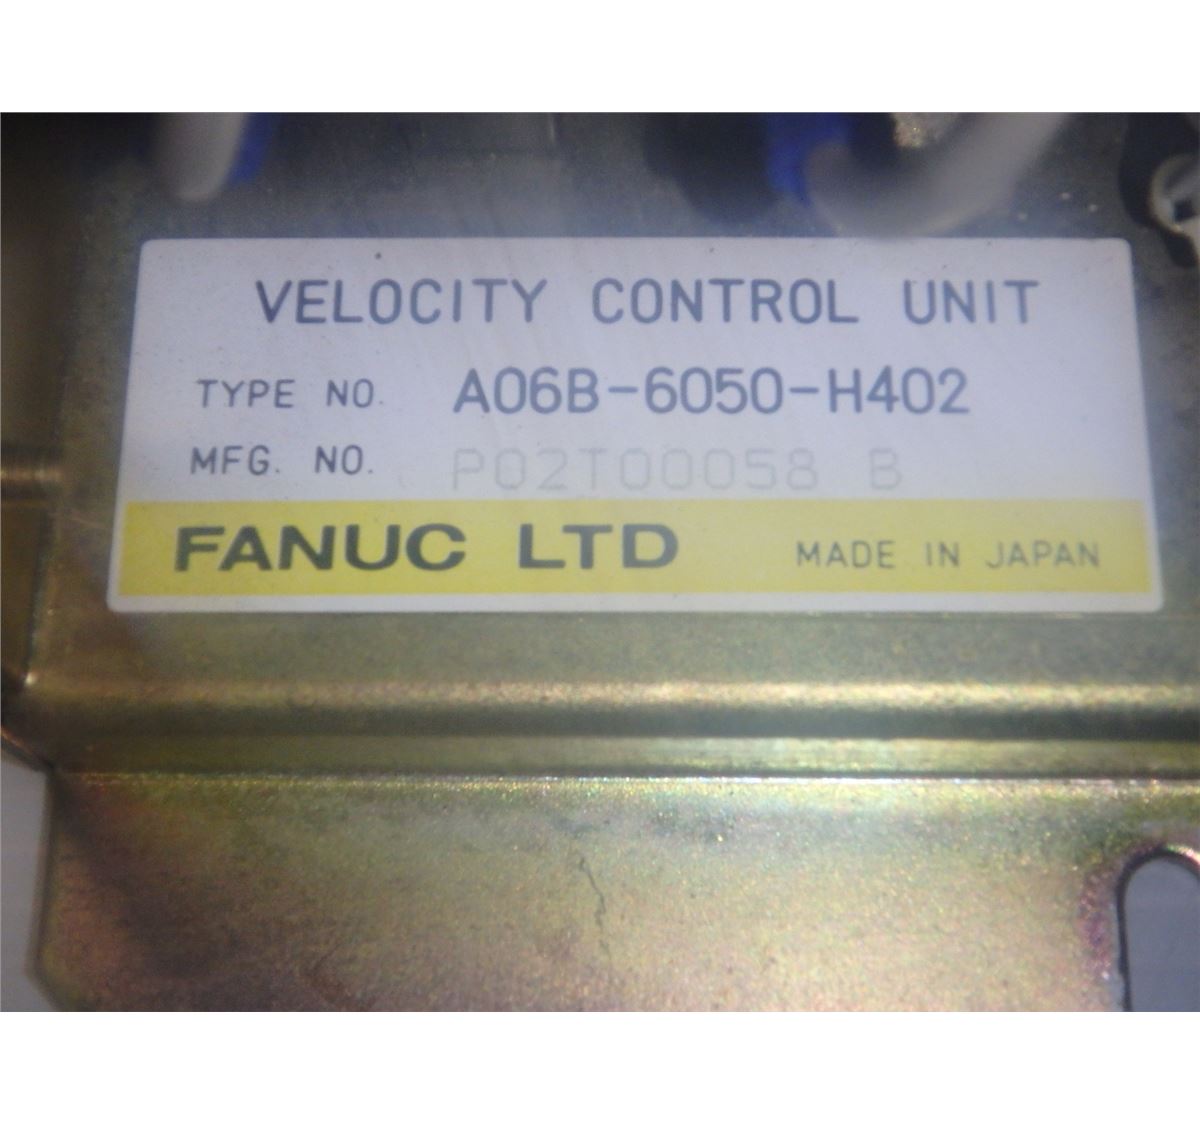 VELOCITY CONTROL UNIT
TYPE NO. A06B-6050-H402
MFG. NO. P02T00058 B
FANUC LTD MADE IN JAPAN